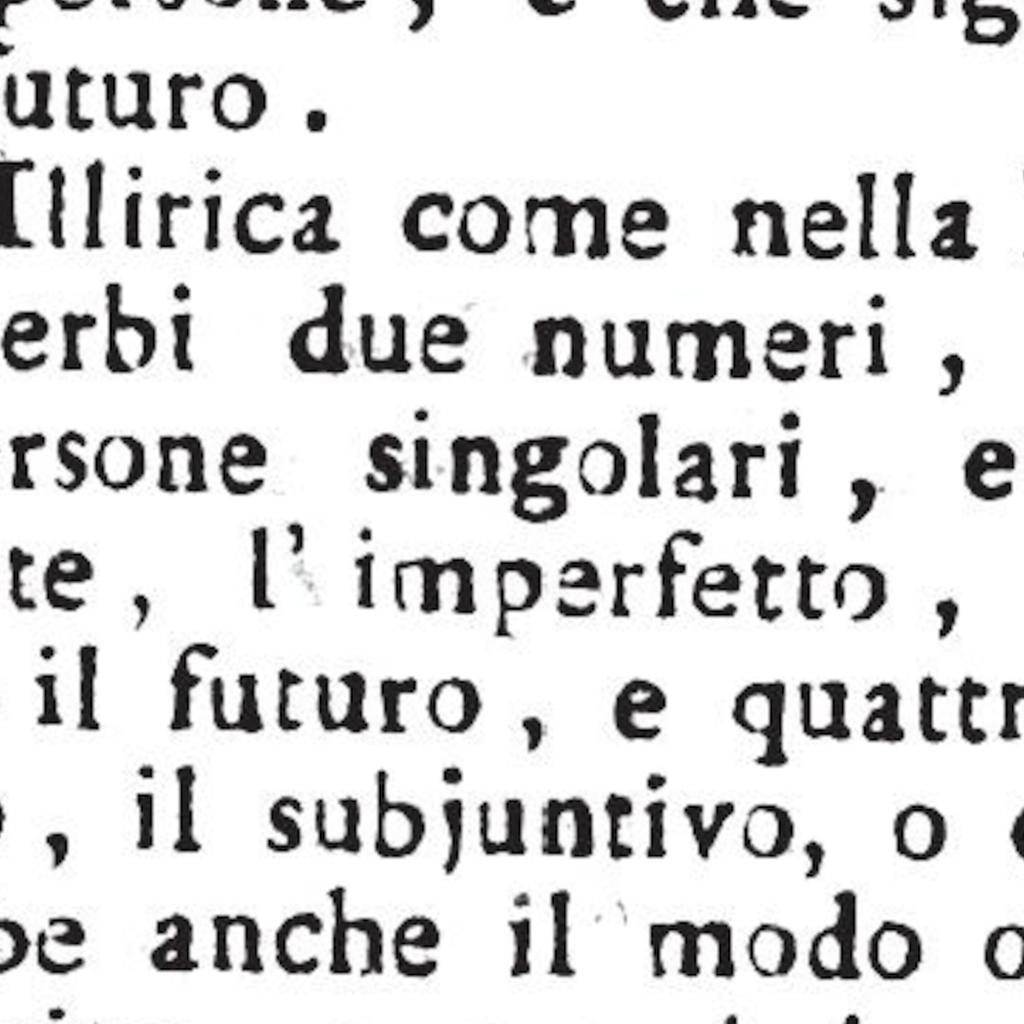 persone, e che sig
uturo.
Illirica come nella
erbi due numeri,
rsone singolari, e
te, l' imperfetto,
il futuro, e quattr
, il subjuntivo, o
be anche il modo o